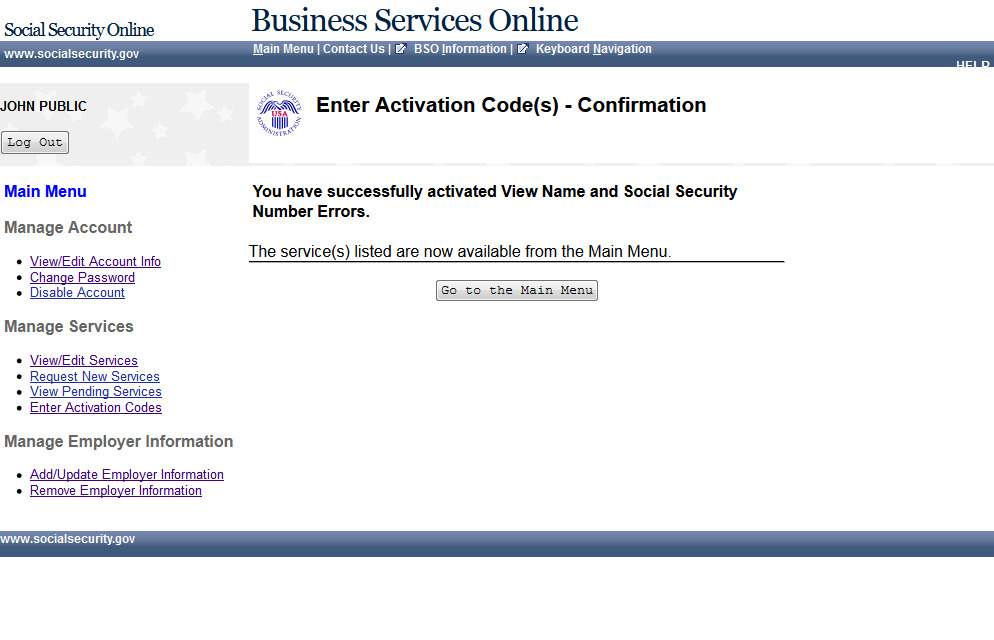 Social Security Online
Business Services Online
www.socialsecurity.gov
Main Menu | Contact Us | BSO Information | Keyboard Navigation
HELP
JOHN PUBLIC
Log Out
SOCIAL SECURITY ADMINISTRATION
USA
Enter Activation Code(s) - Confirmation
Main Menu
Manage Account
View/Edit Account Info
Change Password
Disable Account
Manage Services
View/Edit Services
Request New Services
View Pending Services
Enter Activation Codes
Manage Employer Information
Add/Update Employer Information
Remove Employer Information
You have successfully activated View Name and Social Security
Number Errors.
The service(s) listed are now available from the Main Menu.
Go to the Main Menu
www.socialsecurity.gov